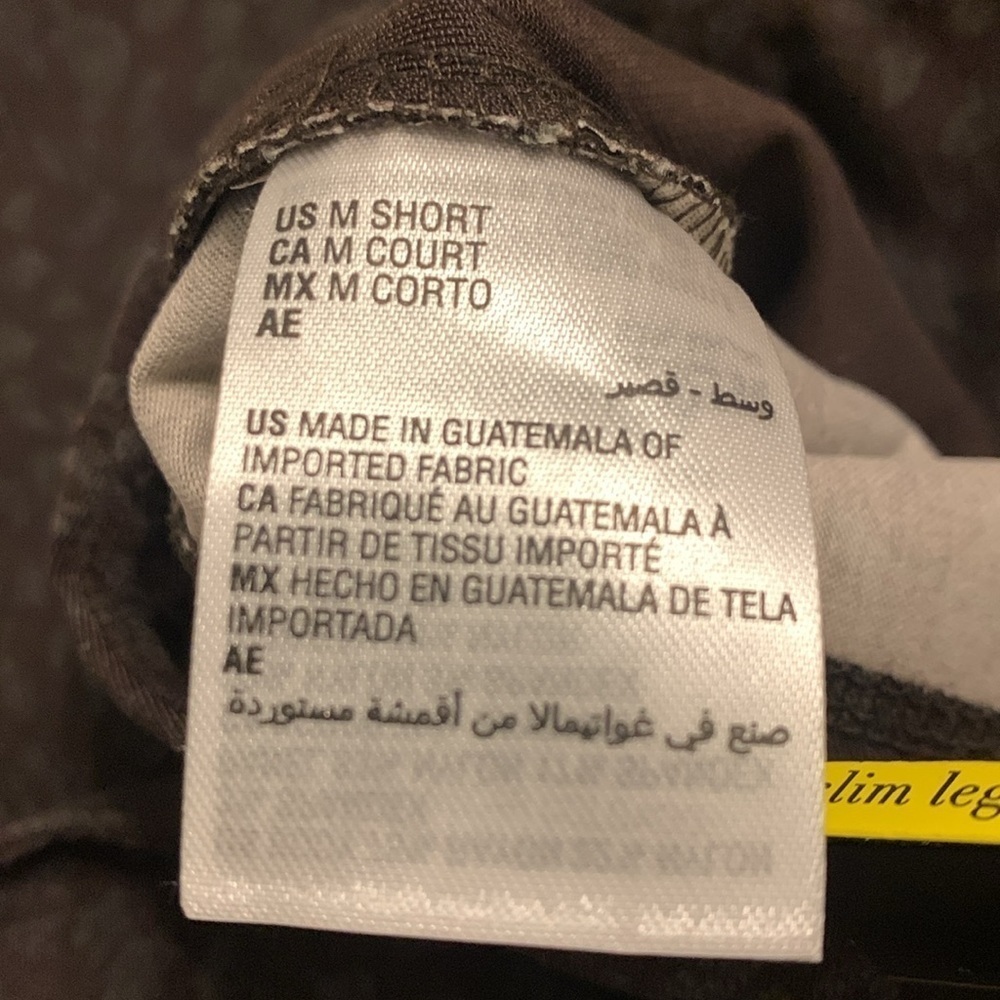 US M SHORT
CA M COURT
MX M CORTO
AE
وسط - قصير
US MADE IN GUATEMALA OF
IMPORTED FABRIC
CA FABRIQUÉ AU GUATEMALA À
PARTIR DE TISSU IMPORTÉ
MX HECHO EN GUATEMALA DE TELA
IMPORTADA
AE
صنع في غواتيمالا من أقمشة مستوردة
slim leg